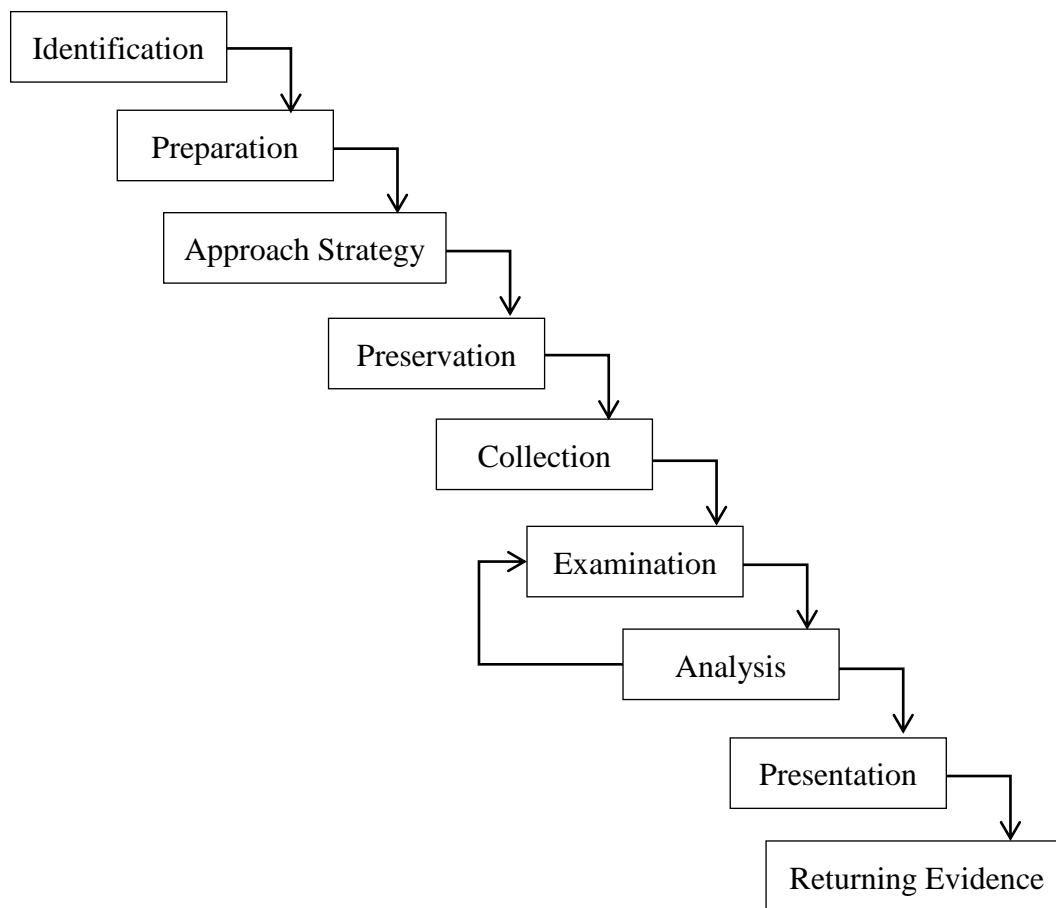 Identification
Preparation
Approach Strategy
Preservation
Collection
Examination
Analysis
Presentation
Returning Evidence